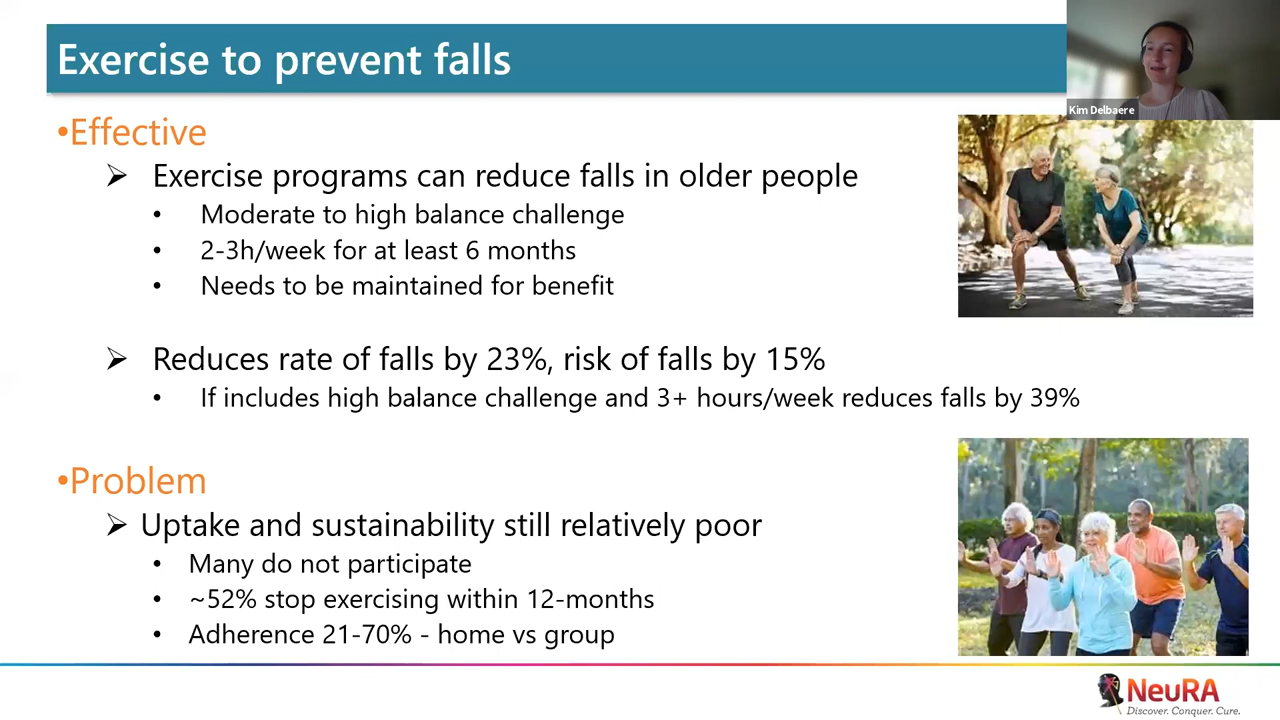 Exercise to prevent falls
Kim Delbaere
•Effective
➢ Exercise programs can reduce falls in older people
• Moderate to high balance challenge
• 2-3h/week for at least 6 months
• Needs to be maintained for benefit
➢ Reduces rate of falls by 23%, risk of falls by 15%
• If includes high balance challenge and 3+ hours/week reduces falls by 39%
•Problem
➢ Uptake and sustainability still relatively poor
• Many do not participate
• ~52% stop exercising within 12-months
• Adherence 21-70% - home vs group
NeuRA
Discover. Conquer. Cure.